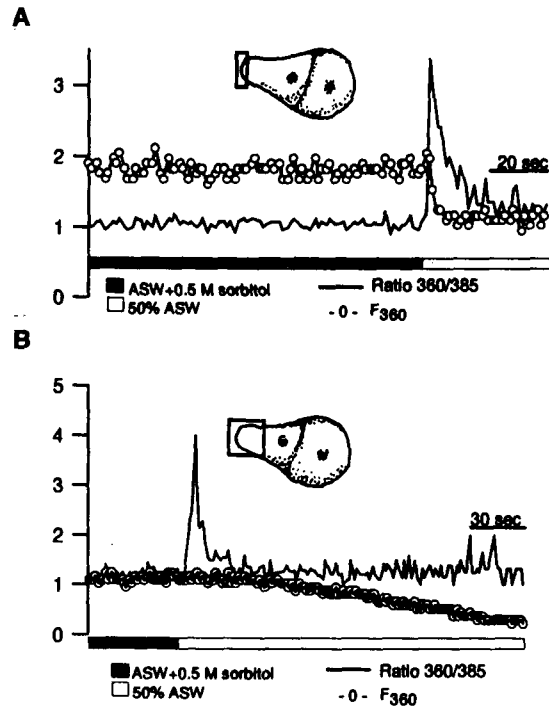 A
3
2
1
0
20 sec
ASW+0.5 M sorbitol
Ratio 360/385
50% ASW
- 0 - F360
B
5
4
3
2
1
0
30 sec
ASW+0.5 M sorbitol
Ratio 360/385
50% ASW
- 0 - F360